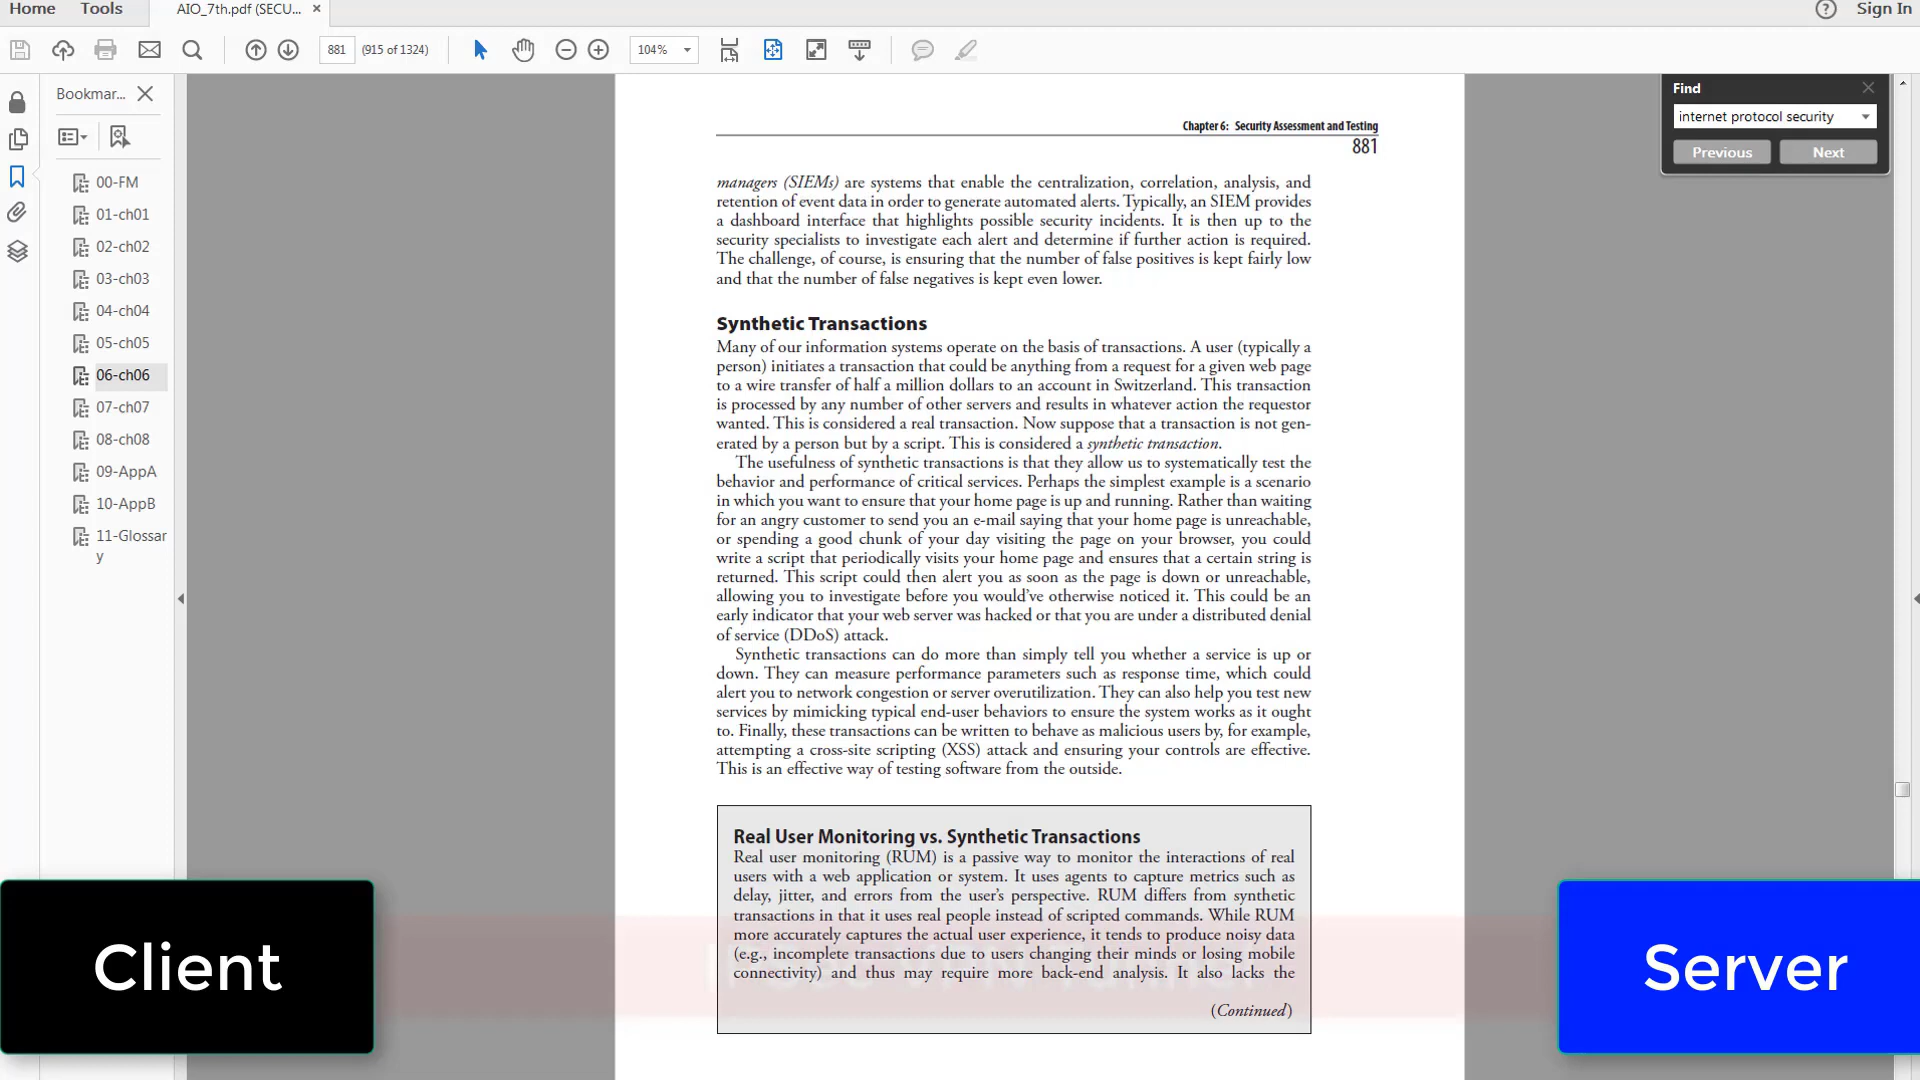 Home
Tools
AIO_7th.pdf (SECU...
Sign In
881
(915 of 1324)
104%
Bookmar...
00-FM
01-ch01
02-ch02
03-ch03
04-ch04
05-ch05
06-ch06
07-ch07
08-ch08
09-AppA
10-AppB
11-Glossar
y
Find
internet protocol security
Previous
Next
Chapter 6: Security Assessment and Testing
881
managers (SIEMs) are systems that enable the centralization, correlation, analysis, and
retention of event data in order to generate automated alerts. Typically, an SIEM provides
a dashboard interface that highlights possible security incidents. It is then up to the
security specialists to investigate each alert and determine if further action is required.
The challenge, of course, is ensuring that the number of false positives is kept fairly low
and that the number of false negatives is kept even lower.
Synthetic Transactions
Many of our information systems operate on the basis of transactions. A user (typically a
person) initiates a transaction that could be anything from a request for a given web page
to a wire transfer of half a million dollars to an account in Switzerland. This transaction
is processed by any number of other servers and results in whatever action the requestor
wanted. This is considered a real transaction. Now suppose that a transaction is not gen-
erated by a person but by a script. This is considered a synthetic transaction.
The usefulness of synthetic transactions is that they allow us to systematically test the
behavior and performance of critical services. Perhaps the simplest example is a scenario
in which you want to ensure that your home page is up and running. Rather than waiting
for an angry customer to send you an e-mail saying that your home page is unreachable,
or spending a good chunk of your day visiting the page on your browser, you could
write a script that periodically visits your home page and ensures that a certain string is
returned. This script could then alert you as soon as the page is down or unreachable,
allowing you to investigate before you would've otherwise noticed it. This could be an
early indicator that your web server was hacked or that you are under a distributed denial
of service (DDoS) attack.
Synthetic transactions can do more than simply tell you whether a service is up or
down. They can measure performance parameters such as response time, which could
alert you to network congestion or server overutilization. They can also help you test new
services by mimicking typical end-user behaviors to ensure the system works as it ought
to. Finally, these transactions can be written to behave as malicious users by, for example,
attempting a cross-site scripting (XSS) attack and ensuring your controls are effective.
This is an effective way of testing software from the outside.
Real User Monitoring vs. Synthetic Transactions
Real user monitoring (RUM) is a passive way to monitor the interactions of real
users with a web application or system. It uses agents to capture metrics such as
delay, jitter, and errors from the user's perspective. RUM differs from synthetic
transactions in that it uses real people instead of scripted commands. While RUM
more accurately captures the actual user experience, it tends to produce noisy data
(e.g., incomplete transactions due to users changing their minds or losing mobile
connectivity) and thus may require more back-end analysis. It also lacks the
(Continued)
Client
IPSec VPN Tunnel
Server